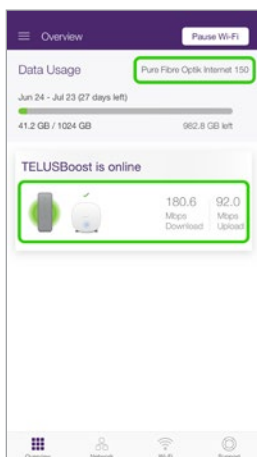 Overview
Pause Wi-Fi
Data Usage
Pure Fibre Optik Internet 150
Jun 24 - Jul 23 (27 days left)
41.2 GB / 1024 GB
982.8 GB left
TELUSBoost is online
180.6
92.0
Mbps
Mbps
Download
Upload
Overview
Network
Wi-Fi
Support